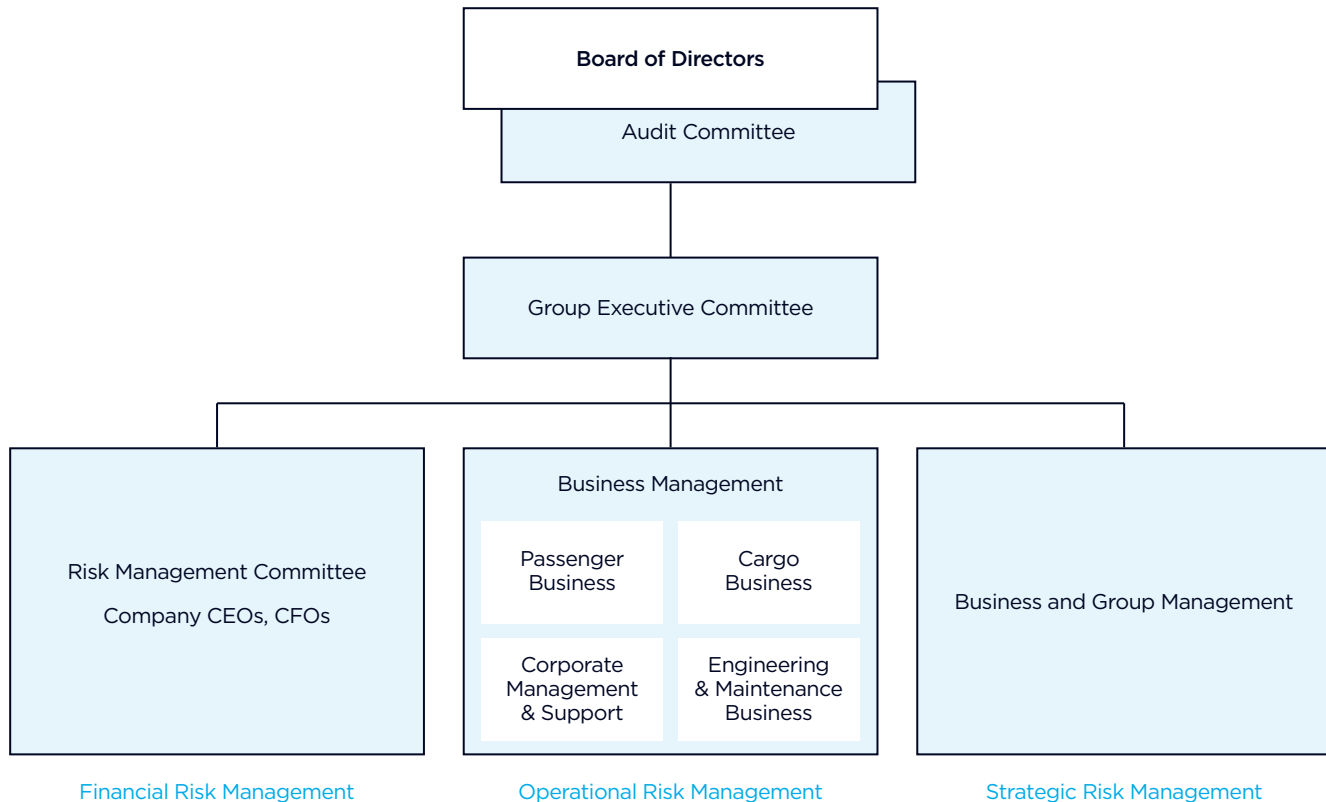 Board of Directors
Audit Committee
Group Executive Committee
Risk Management Committee
Company CEOs, CFOs
Business Management
Passenger
Business
Cargo
Business
Corporate
Management
& Support
Engineering
& Maintenance
Business
Business and Group Management
Financial Risk Management
Operational Risk Management
Strategic Risk Management